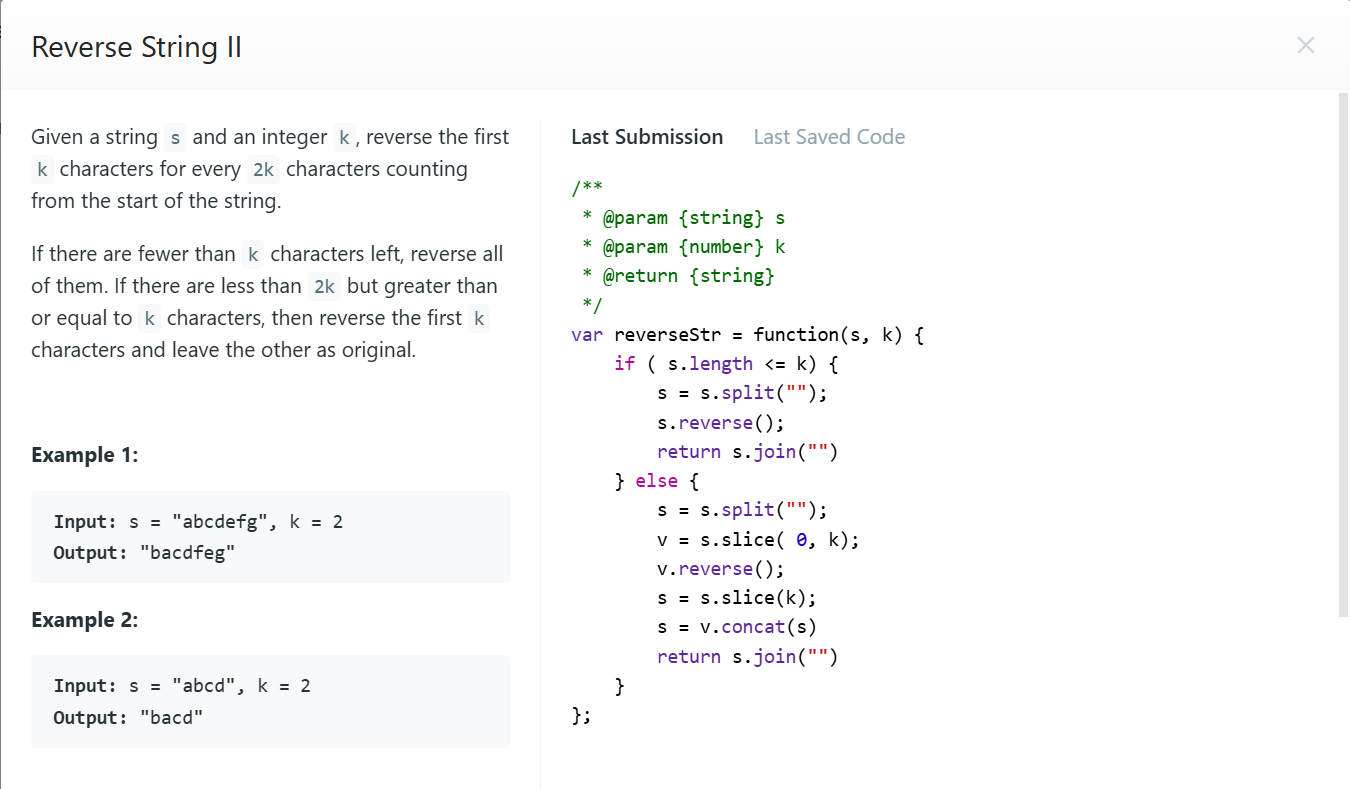 Reverse String II
Given a string s and an integer k, reverse the first
k characters for every 2k characters counting
from the start of the string.
If there are fewer than k characters left, reverse all
of them. If there are less than 2k but greater than
or equal to k characters, then reverse the first k
characters and leave the other as original.
Example 1:
Input: s = "abcdefg", k = 2
Output: "bacdfeg"
Example 2:
Input: s = "abcd", k = 2
Output: "bacd"
Last Submission Last Saved Code
/**
 * @param {string} s
 * @param {number} k
 * @return {string}
 */
var reverseStr = function(s, k) {
    if ( s.length <= k) {
        s = s.split("");
        s.reverse();
        return s.join("")
    } else {
        s = s.split("");
        v = s.slice( 0, k);
        v.reverse();
        s = s.slice(k);
        s = v.concat(s)
        return s.join("")
    }
};